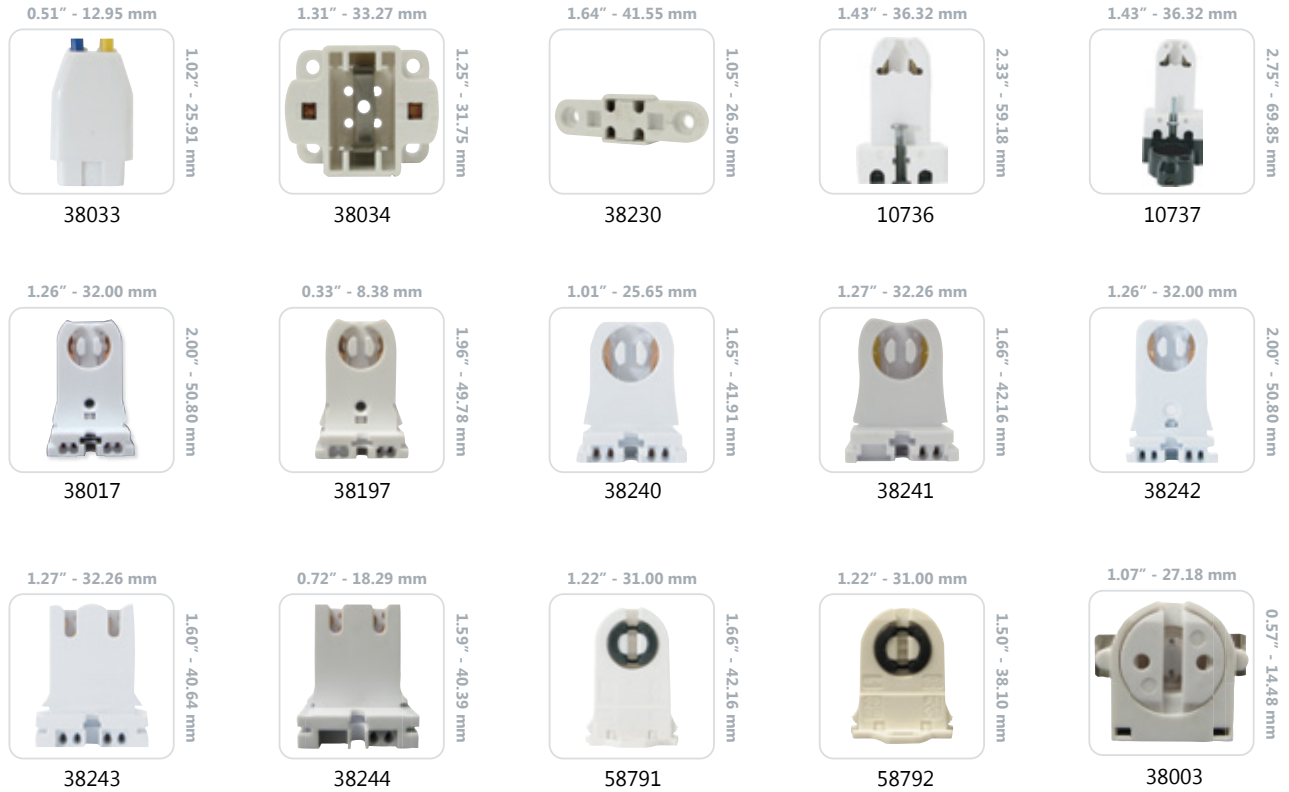 0.51” - 12.95 mm
1.31” - 33.27 mm
1.64” - 41.55 mm
1.43” - 36.32 mm
1.43” - 36.32 mm
1.02” - 25.91 mm
1.25” - 31.75 mm
1.05” - 26.50 mm
2.33” - 59.18 mm
2.75” - 69.85 mm
38033
38034
38230
10736
10737
1.26” - 32.00 mm
0.33” - 8.38 mm
1.01” - 25.65 mm
1.27” - 32.26 mm
1.26” - 32.00 mm
2.00” - 50.80 mm
1.96” - 49.78 mm
1.65” - 41.91 mm
1.66” - 42.16 mm
2.00” - 50.80 mm
38017
38197
38240
38241
38242
1.27” - 32.26 mm
0.72” - 18.29 mm
1.22” - 31.00 mm
1.22” - 31.00 mm
1.07” - 27.18 mm
1.60” - 40.64 mm
1.59” - 40.39 mm
1.66” - 42.16 mm
1.50” - 38.10 mm
0.57” - 14.48 mm
38243
38244
58791
58792
38003